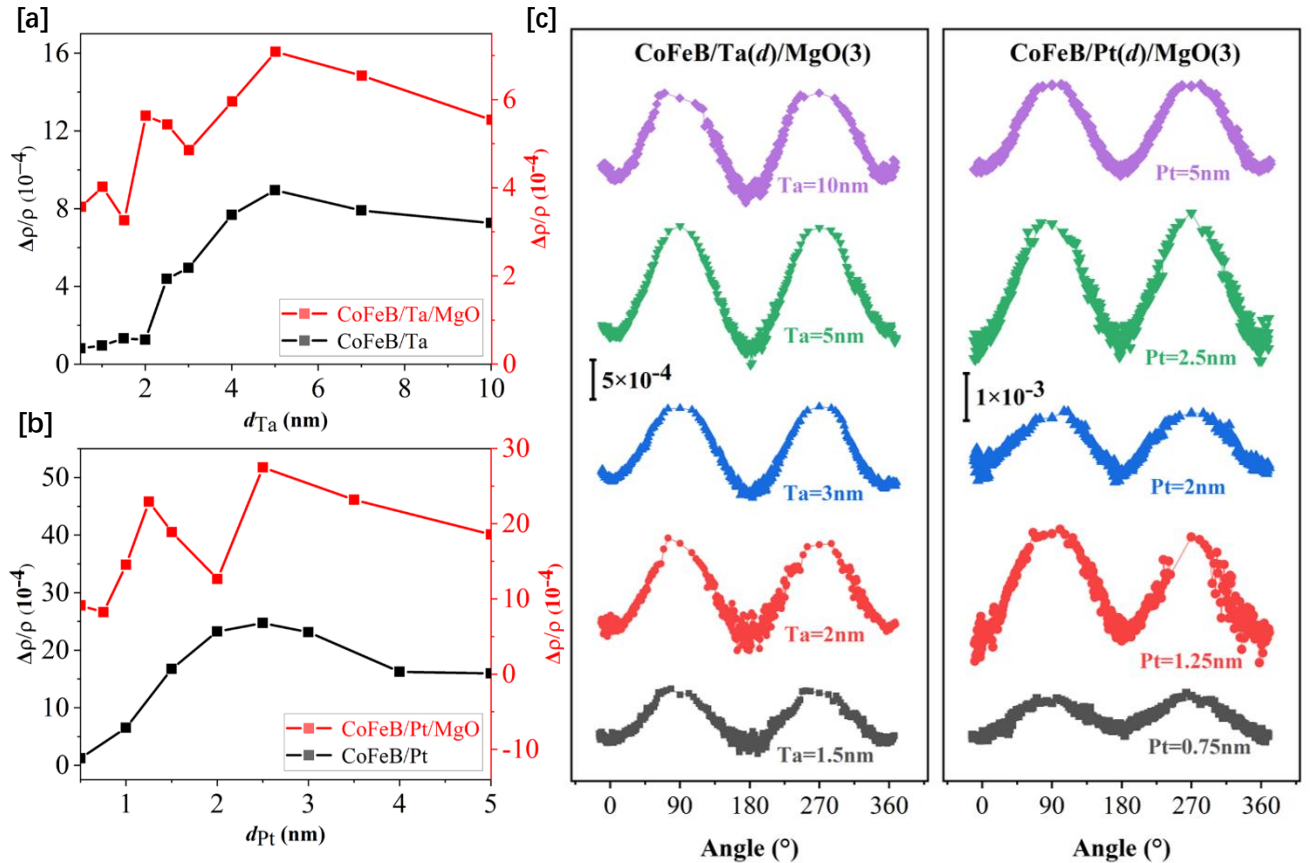 [a]
16
12
8
4
0
Δρ/ρ (10⁻⁴)
6
4
2
0
Δρ/ρ (10⁻⁴)
CoFeB/Ta/MgO
CoFeB/Ta
2
4
6
8
10
dTa (nm)
[b]
50
40
30
20
10
0
Δρ/ρ (10⁻⁴)
30
20
10
0
-10
Δρ/ρ (10⁻⁴)
CoFeB/Pt/MgO
CoFeB/Pt
1
2
3
4
5
dPt (nm)
[c]
CoFeB/Ta(d)/MgO(3)
Ta=10nm
Ta=5nm
5×10⁻⁴
Ta=3nm
Ta=2nm
Ta=1.5nm
0
90
180
270
360
Angle (°)
CoFeB/Pt(d)/MgO(3)
Pt=5nm
Pt=2.5nm
1×10⁻³
Pt=2nm
Pt=1.25nm
Pt=0.75nm
0
90
180
270
360
Angle (°)